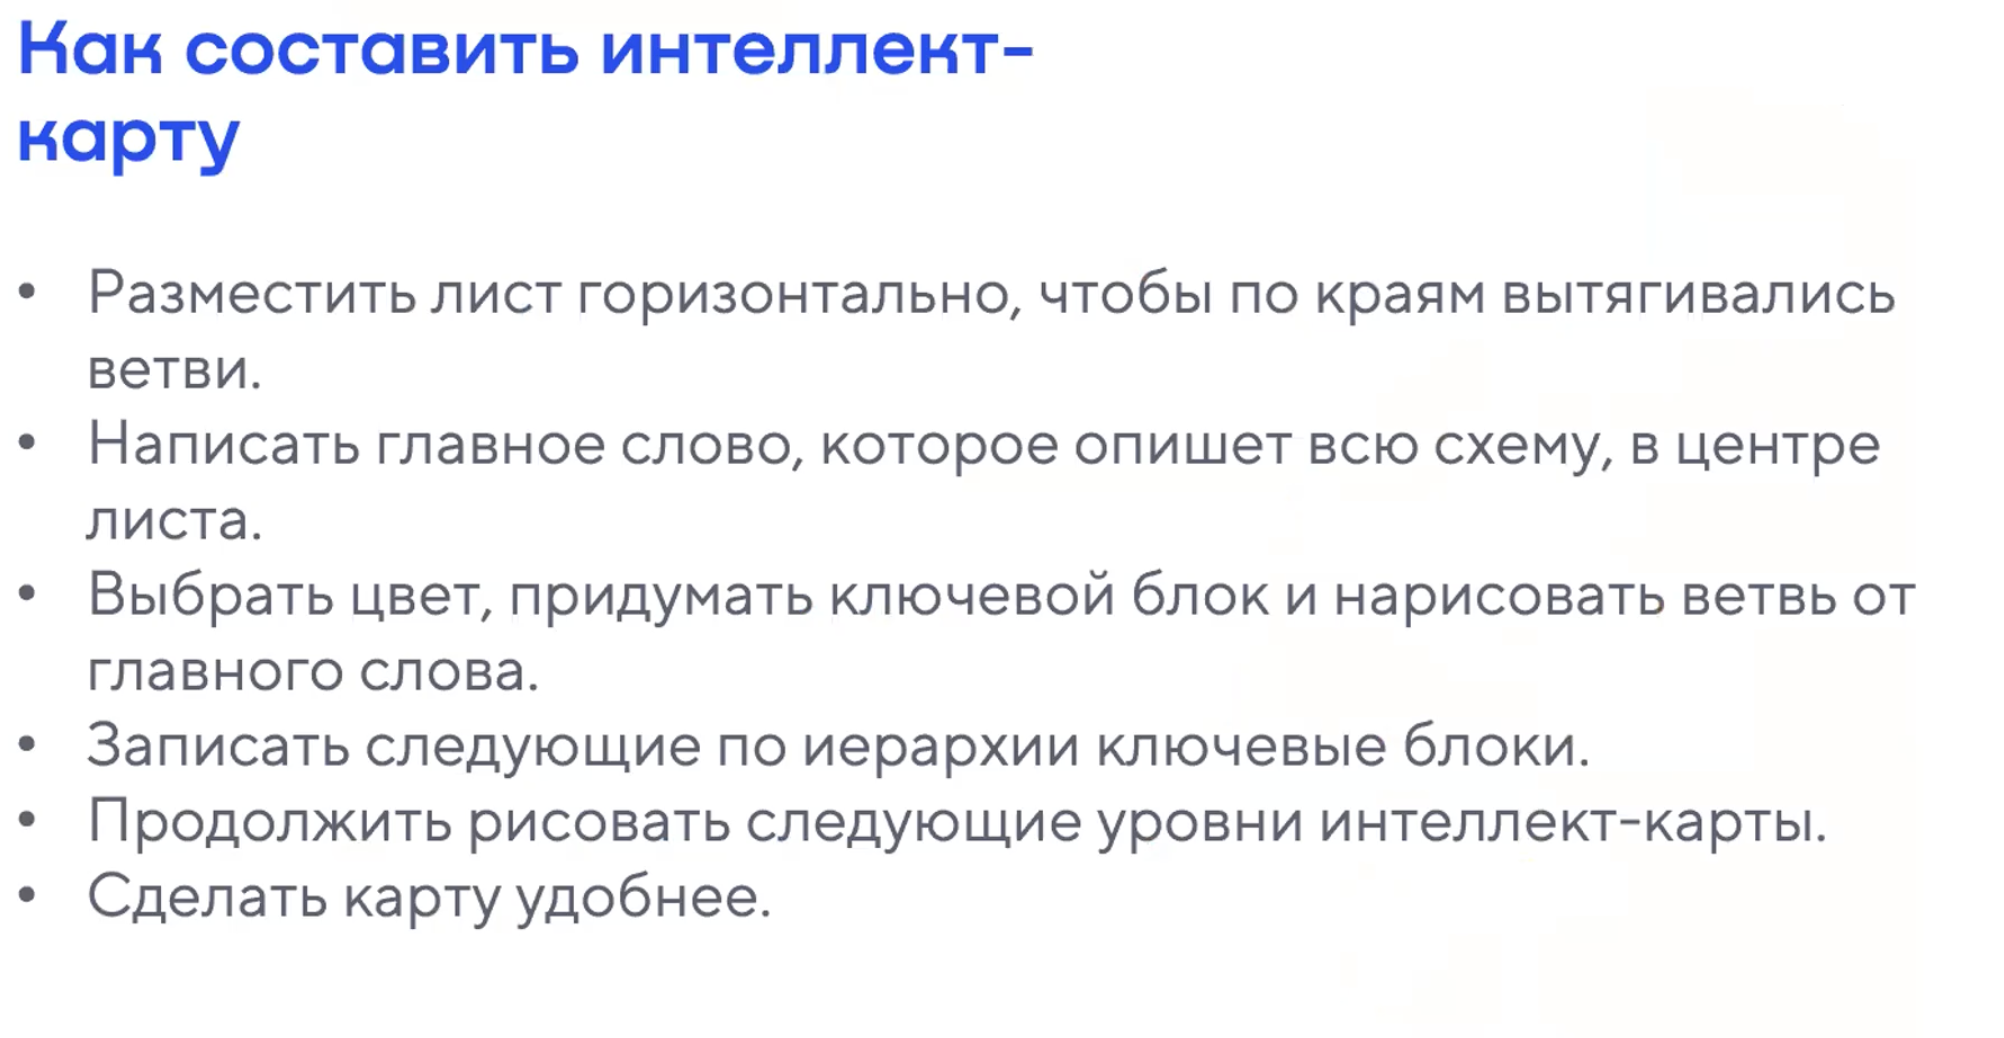 Как составить интеллект-
карту
• Разместить лист горизонтально, чтобы по краям вытягивались
ветви.
• Написать главное слово, которое опишет всю схему, в центре
листа.
• Выбрать цвет, придумать ключевой блок и нарисовать ветвь от
главного слова.
• Записать следующие по иерархии ключевые блоки.
• Продолжить рисовать следующие уровни интеллект-карты.
• Сделать карту удобнее.